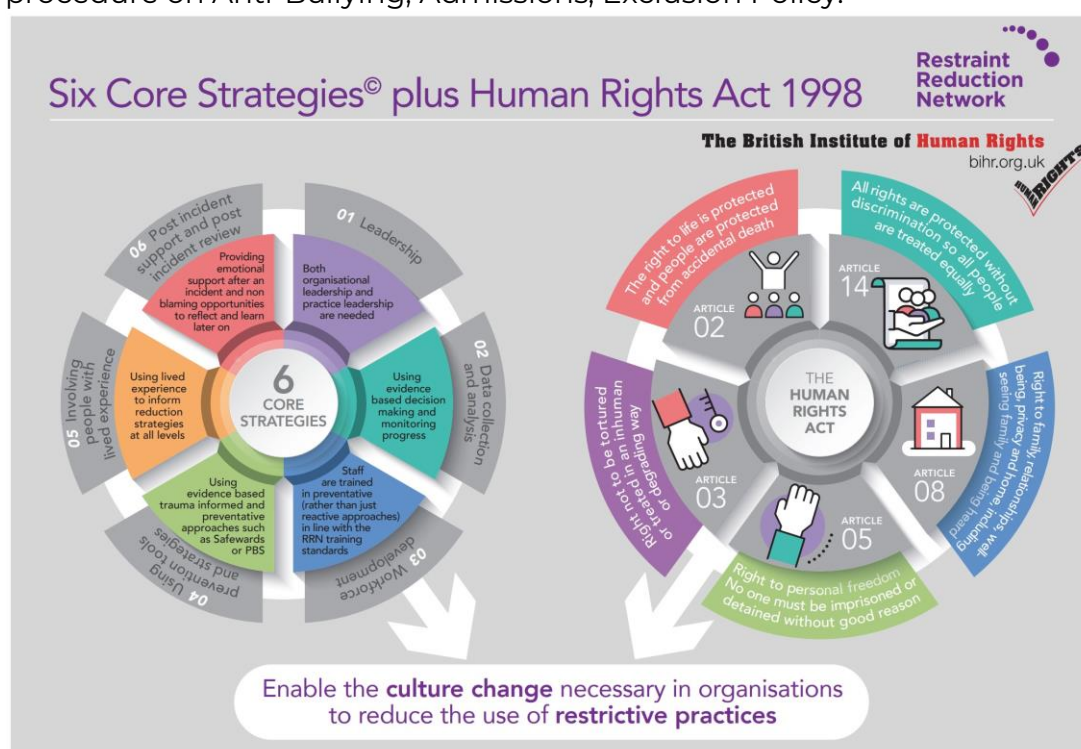 procedure on Anti-Bullying, Admissions, Exclusion Policy.
Six Core Strategies© plus Human Rights Act 1998
Restraint
Reduction
Network
The British Institute of Human Rights
bihr.org.uk
HUMAN RIGHTS
6
CORE
STRATEGIES
01 Leadership
Both
organisational
leadership and
practice leadership
are needed
02 Data collection
and analysis
Using
evidence
based decision
making and
monitoring
progress
03 Workforce
development
Staff
are trained
in preventative
(rather than just
reactive approaches)
in line with the
RRN training
standards
04 Using
prevention tools
and strategies
Using
evidence based
trauma informed and
preventative
approaches such
as Safewards
or PBS
05 Involving
people with
lived experience
Using lived
experience
to inform
reduction
strategies
at all levels
06 Post incident
support and post
incident review
Providing
emotional
support after an
incident and non
blaming opportunities
to reflect and learn
later on
THE
HUMAN
RIGHTS
ACT
The right to life is protected
and people are protected
from accidental death
ARTICLE
02
All rights are protected without
discrimination so all people
are treated equally
ARTICLE
14
Right to family, relationships, well-
being, privacy and home, including
seeing family and being heard
ARTICLE
08
Right to personal freedom
No one must be imprisoned or
detained without good reason
ARTICLE
05
Right not to be tortured
or treated in an inhuman
or degrading way
ARTICLE
03
Enable the culture change necessary in organisations
to reduce the use of restrictive practices